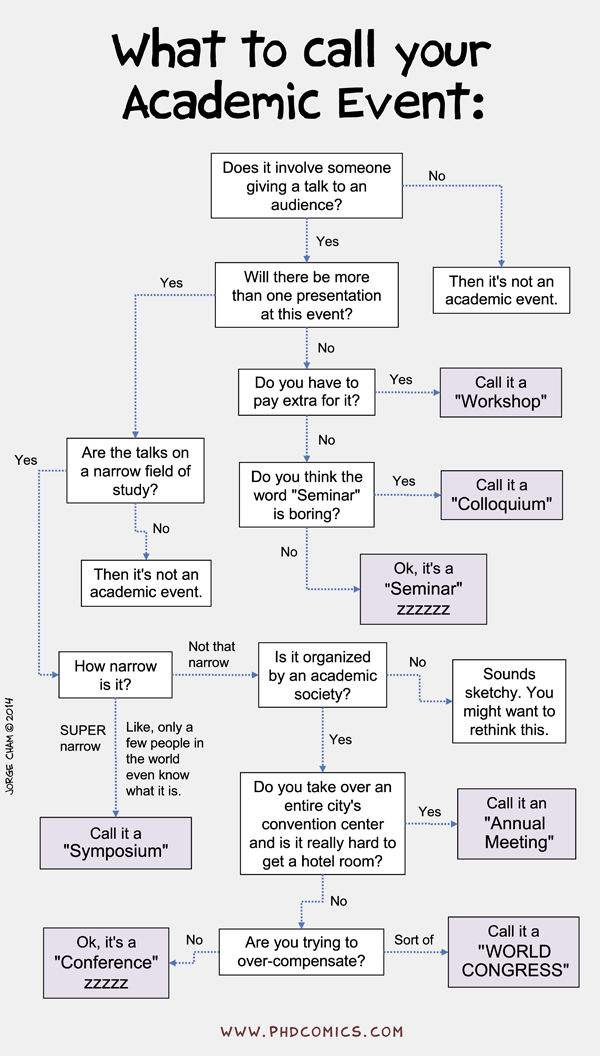 What to call your
Academic Event:
Does it involve someone
giving a talk to an
audience?
No
Yes
Then it's not an
academic event.
Will there be more
than one presentation
at this event?
Yes
No
Do you have to
pay extra for it?
Yes
Call it a
"Workshop"
No
Are the talks on
a narrow field of
study?
Yes
No
Then it's not an
academic event.
Do you think the
word "Seminar"
is boring?
Yes
Call it a
"Colloquium"
No
Ok, it's a
"Seminar"
zzzzzz
How narrow
is it?
Not that
narrow
Is it organized
by an academic
society?
No
Sounds
sketchy. You
might want to
rethink this.
SUPER
narrow
Like, only a
few people in
the world
even know
what it is.
Yes
Call it a
"Symposium"
Do you take over an
entire city's
convention center
and is it really hard to
get a hotel room?
Yes
Call it an
"Annual
Meeting"
No
Are you trying to
over-compensate?
No
Ok, it's a
"Conference"
zzzzz
Sort of
Call it a
"WORLD
CONGRESS"
JORGE CHAM © 2014
WWW.PHDCOMICS.COM